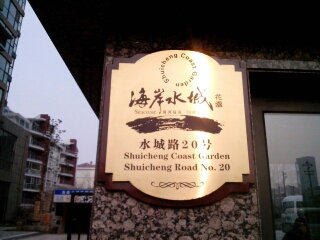 Shuicheng Coast Garden
海岸水城
花園
水城路20号
Shuicheng Coast Garden
Shuicheng Road No. 20